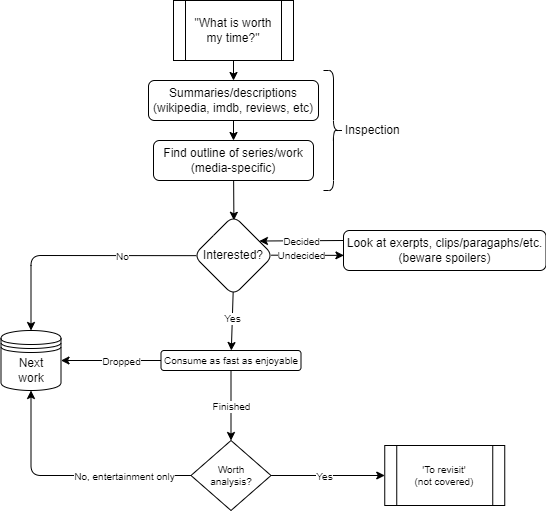 "What is worth
my time?"
Summaries/descriptions
(wikipedia, imdb, reviews, etc)
Inspection
Find outline of series/work
(media-specific)
Interested?
Decided
Undecided
Look at exerpts, clips/paragaphs/etc.
(beware spoilers)
No
Yes
Next
work
Dropped
Consume as fast as enjoyable
Finished
No, entertainment only
Worth
analysis?
Yes
'To revisit'
(not covered)